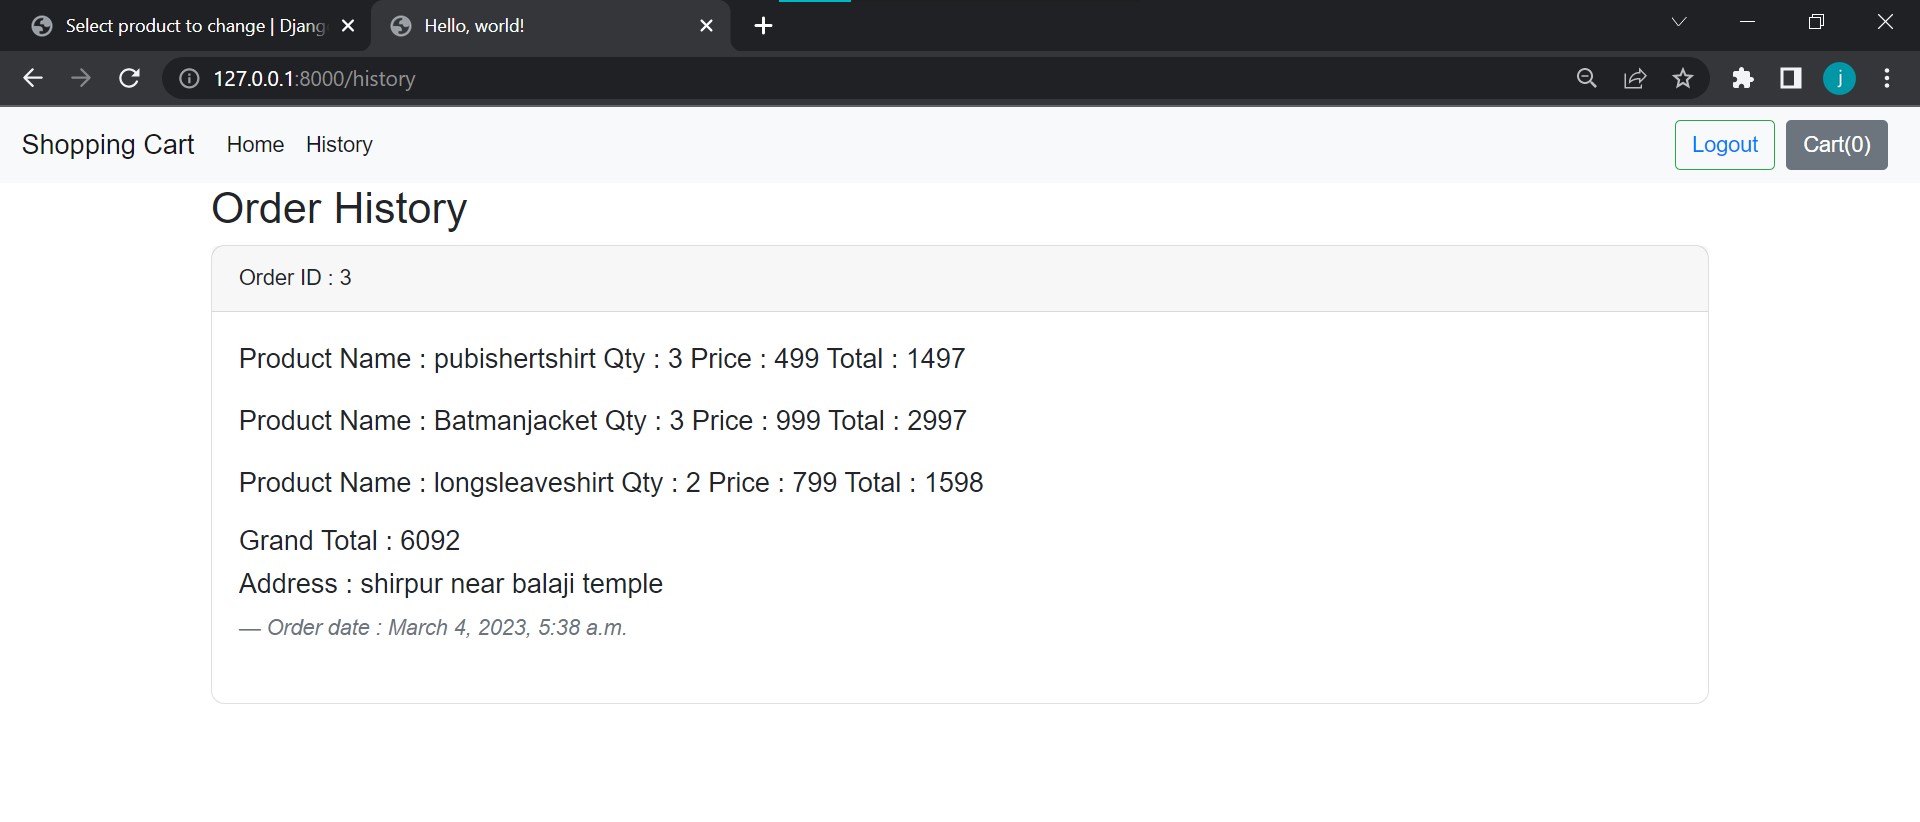 Select product to change | Djang
Hello, world!
127.0.0.1:8000/history
j
Shopping Cart Home History Logout Cart(0)
Order History
Order ID : 3
Product Name : pubishertshirt Qty : 3 Price : 499 Total : 1497
Product Name : Batmanjacket Qty : 3 Price : 999 Total : 2997
Product Name : longsleaveshirt Qty : 2 Price : 799 Total : 1598
Grand Total : 6092
Address : shirpur near balaji temple
— Order date : March 4, 2023, 5:38 a.m.